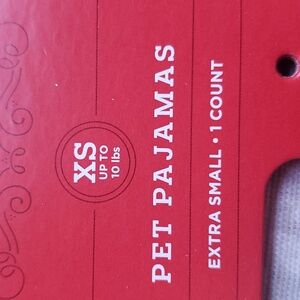 XS
UP TO
10 lbs
PET PAJAMAS
EXTRA SMALL • 1 COUNT